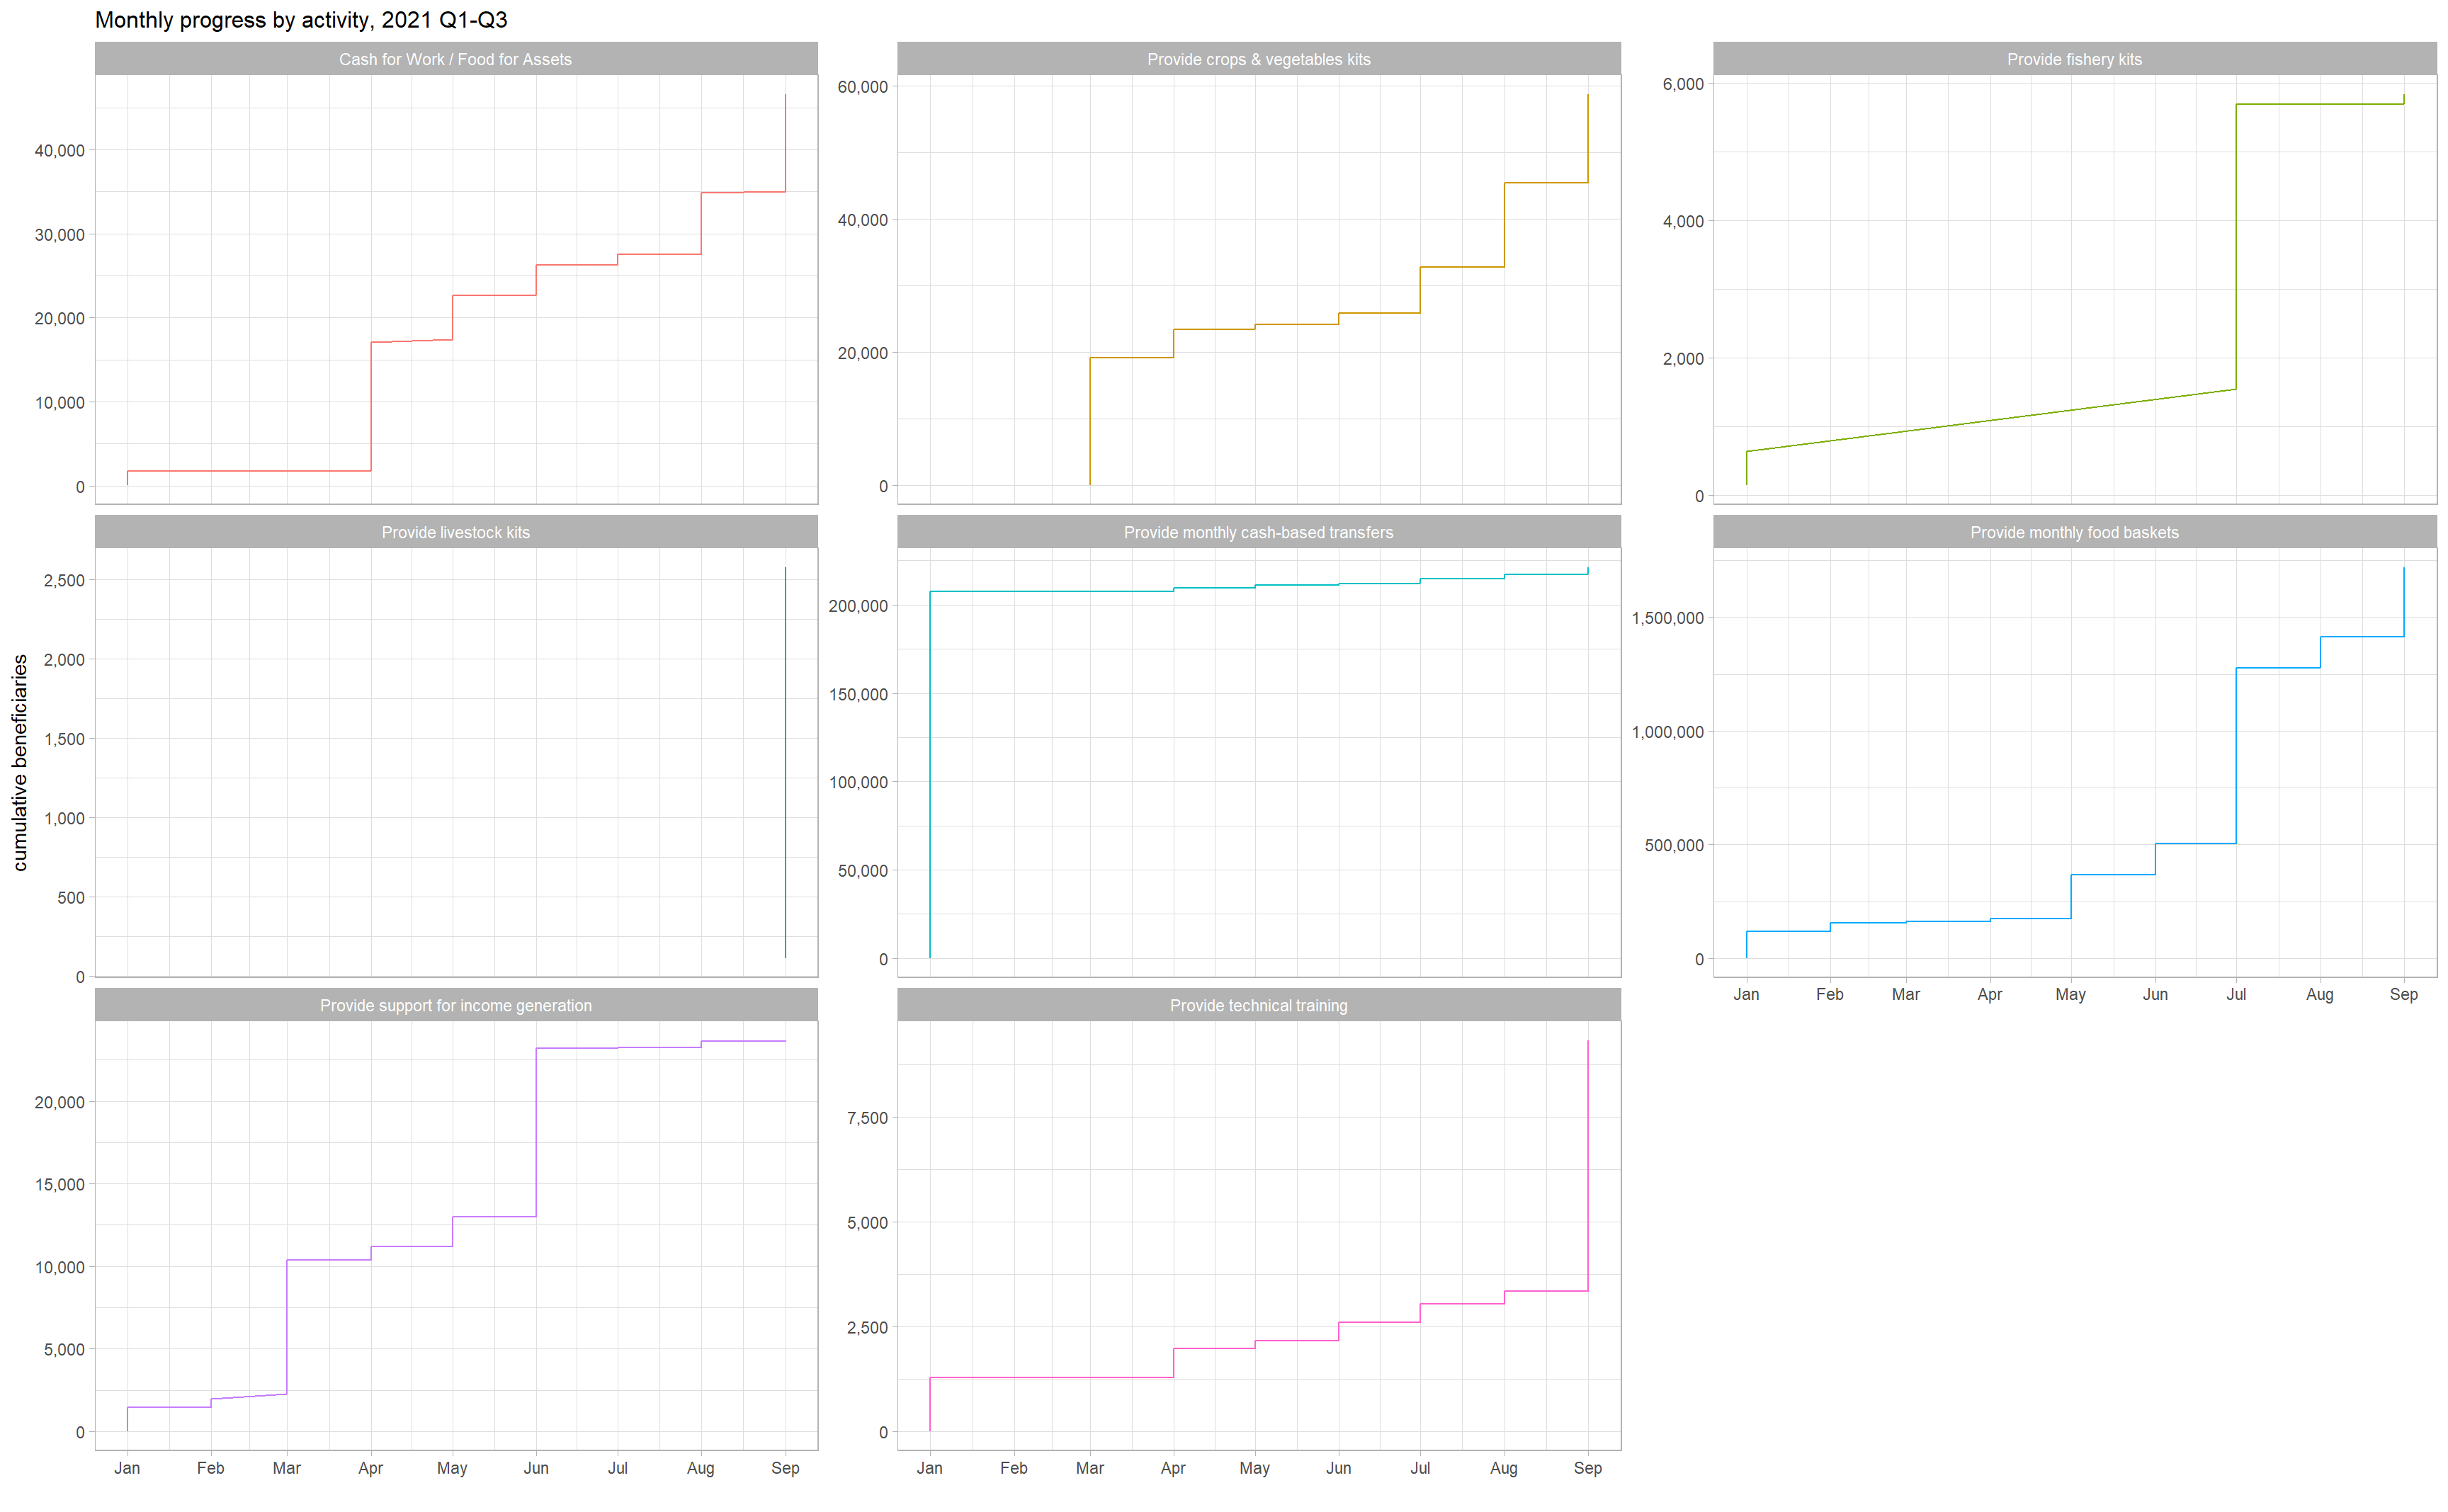 Monthly progress by activity, 2021 Q1-Q3
Cash for Work / Food for Assets
40,000
30,000
20,000
10,000
0
Provide crops & vegetables kits
60,000
40,000
20,000
0
Provide fishery kits
6,000
4,000
2,000
0
cumulative beneficiaries
Provide livestock kits
2,500
2,000
1,500
1,000
500
0
Provide monthly cash-based transfers
200,000
150,000
100,000
50,000
0
Provide monthly food baskets
1,500,000
1,000,000
500,000
0
Jan Feb Mar Apr May Jun Jul Aug Sep
Provide support for income generation
20,000
15,000
10,000
5,000
0
Jan Feb Mar Apr May Jun Jul Aug Sep
Provide technical training
7,500
5,000
2,500
0
Jan Feb Mar Apr May Jun Jul Aug Sep